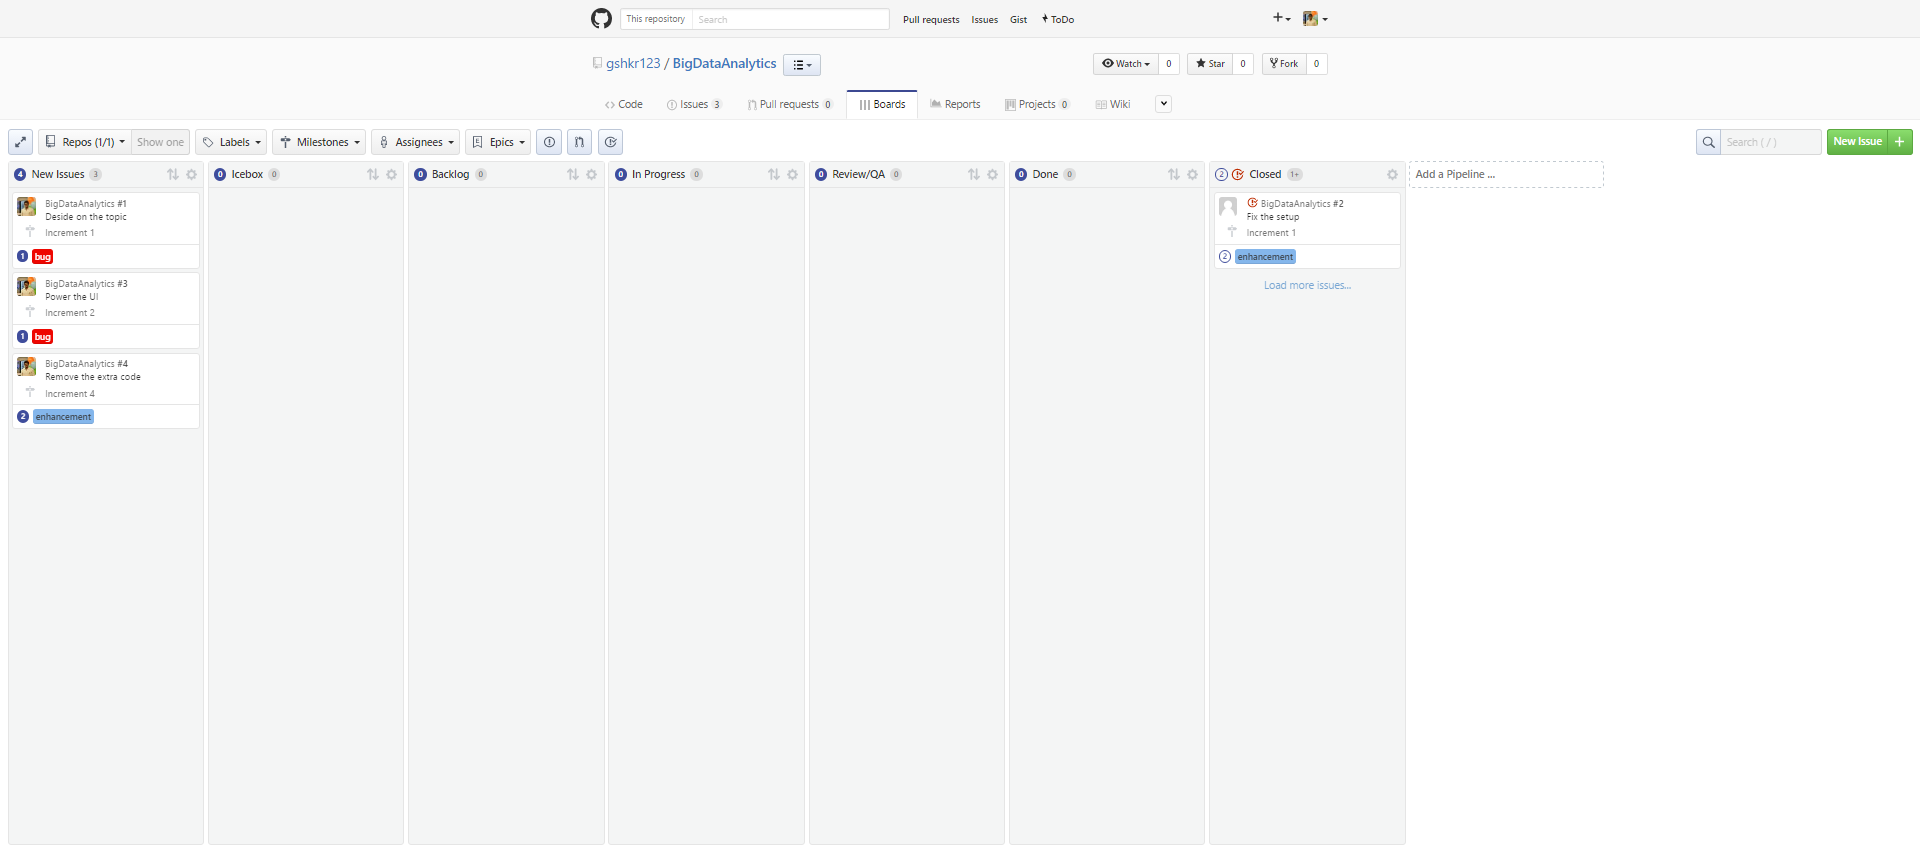 This repository Search Pull requests Issues Gist ToDo
gshkr123 / BigDataAnalytics Watch 0 Star 0 Fork 0
Code Issues 3 Pull requests 0 Boards Reports Projects 0 Wiki
Repos (1/1) Show one Labels Milestones Assignees Epics Search ( / ) New Issue +
4 New Issues 3
BigDataAnalytics #1
Deside on the topic
Increment 1
1 bug
BigDataAnalytics #3
Power the UI
Increment 2
1 bug
BigDataAnalytics #4
Remove the extra code
Increment 4
2 enhancement
0 Icebox 0
0 Backlog 0
0 In Progress 0
0 Review/QA 0
0 Done 0
2 Closed 1+
BigDataAnalytics #2
Fix the setup
Increment 1
2 enhancement
Load more issues...
Add a Pipeline ...